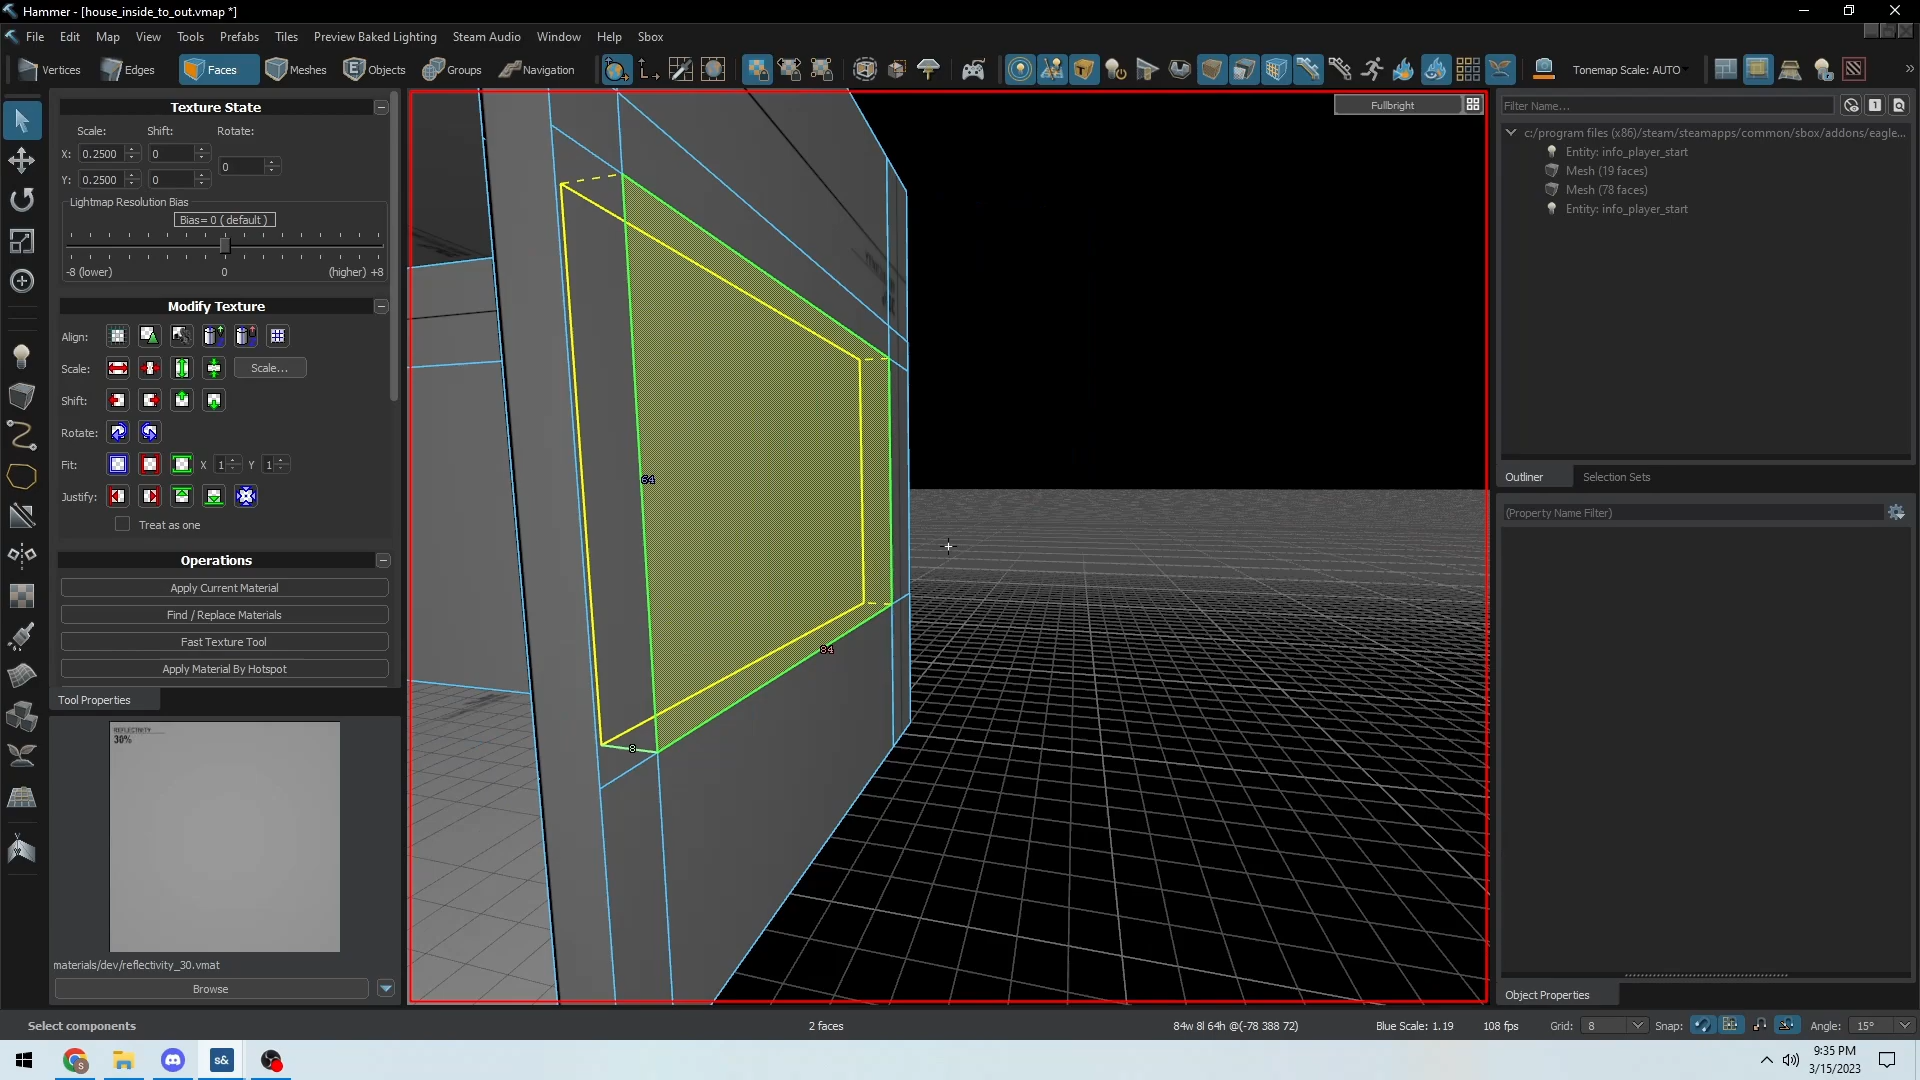 Hammer - [house_inside_to_out.vmap *]
File Edit Map View Tools Prefabs Tiles Preview Baked Lighting Steam Audio Window Help Sbox
Vertices Edges Faces Meshes Objects Groups Navigation Tonemap Scale: AUTO
Texture State
Scale: Shift: Rotate:
X: 0.2500 0 0
Y: 0.2500 0
Lightmap Resolution Bias
Bias= 0 ( default )
-8 (lower) 0 (higher) +8
Modify Texture
Align:
Scale: Scale...
Shift:
Rotate:
Fit: X 1 Y 1
Justify:
Treat as one
Operations
Apply Current Material
Find / Replace Materials
Fast Texture Tool
Apply Material By Hotspot
Tool Properties
REFLECTIVITY
30%
materials/dev/reflectivity_30.vmat
Browse
Fullbright
64
84
8
Filter Name...
1
c:/program files (x86)/steam/steamapps/common/sbox/addons/eagle...
Entity: info_player_start
Mesh (19 faces)
Mesh (78 faces)
Entity: info_player_start
Outliner Selection Sets
(Property Name Filter)
Object Properties
Select components 2 faces 84w 8l 64h @(-78 388 72) Blue Scale: 1.19 108 fps Grid: 8 Snap: Angle: 15°
s&
9:35 PM
3/15/2023